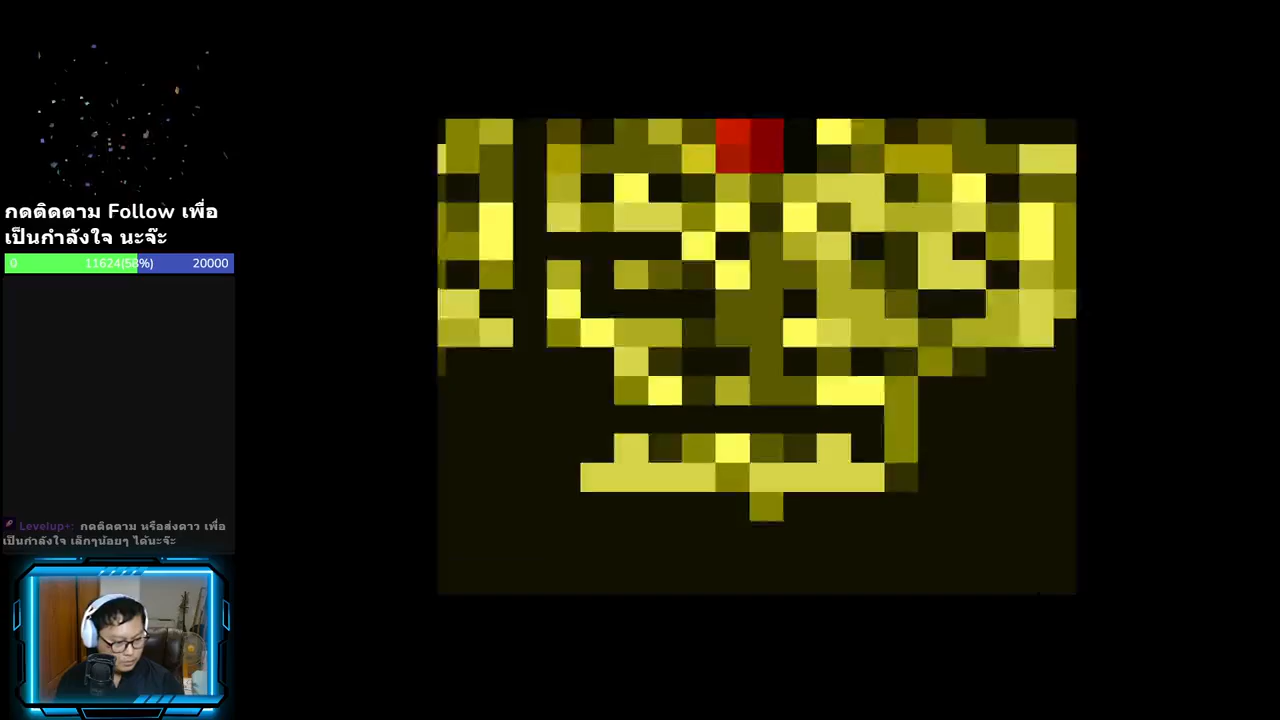 กดติดตาม Follow เพื่อ
เป็นกำลังใจ นะจ๊ะ
0 11624(58%) 20000
Levelup+: กดติดตาม หรือส่งดาว เพื่อ
เป็นกำลังใจ เล็กๆน้อยๆ ได้นะจ๊ะ